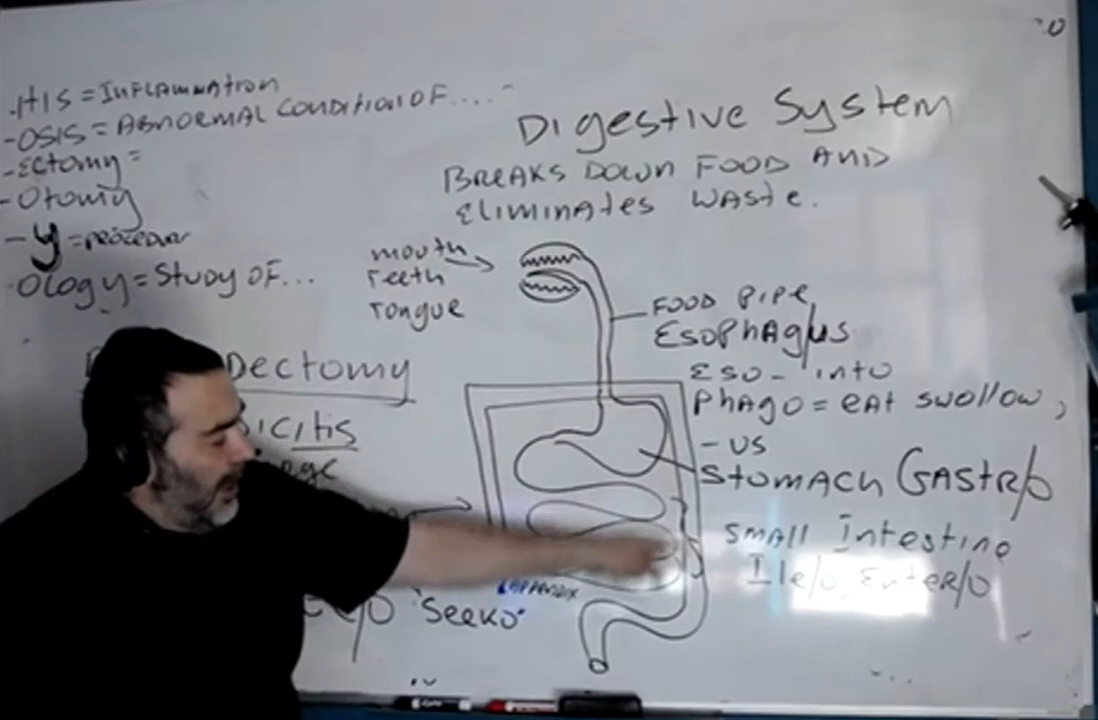 -itis = InFLAmmAtion
-OSIS = ABNORMAL CONDITION OF....
-Ectomy =
-Otomy
-y = procedure
Ology = Study OF...
Digestive System
BREAKS DOWN FOOD AND
eliminAtes wAste.
mouth
Teeth
Tongue
FOOD PIPE
ESOPHAgus
ESO- into
PhAgo = eAt swollow,
-us
STOMACH GASTR/O
SmAll Intestine
Ile/o, Enter/o
Dectomy
icitis
Appendix
"Seeko"